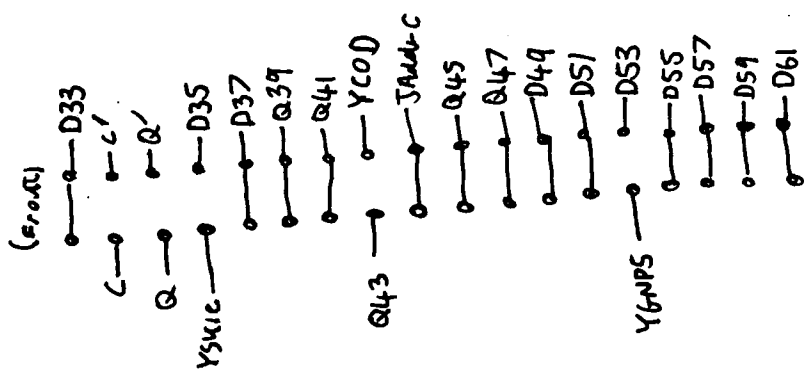 (Front)
D33
C C'
Q Q'
YSKIC D35
D37
Q39
Q41
Q43 YCOD
JAddrC
Q45
Q47
D49
D51
YGNPS D53
D55
D57
D59
D61